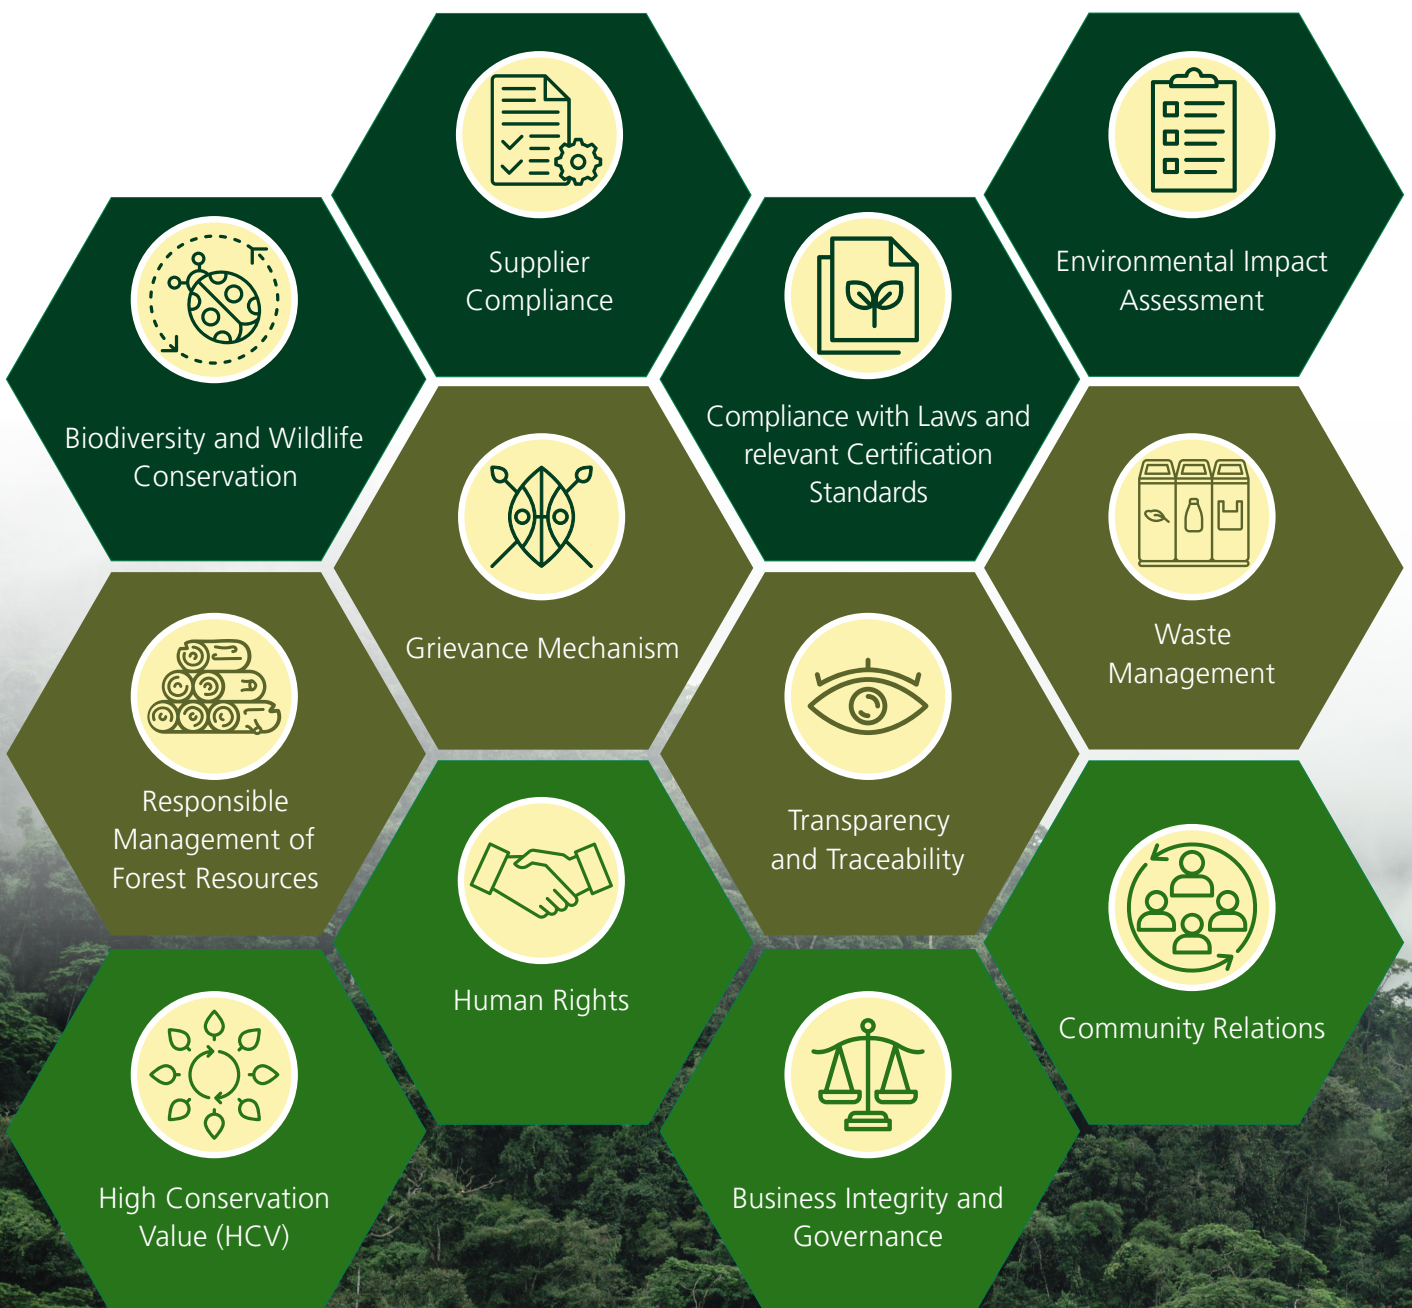 Supplier
Compliance
Environmental Impact
Assessment
Biodiversity and Wildlife
Conservation
Compliance with Laws and
relevant Certification
Standards
Grievance Mechanism
Waste
Management
Responsible
Management of
Forest Resources
Transparency
and Traceability
Human Rights
Community Relations
High Conservation
Value (HCV)
Business Integrity and
Governance